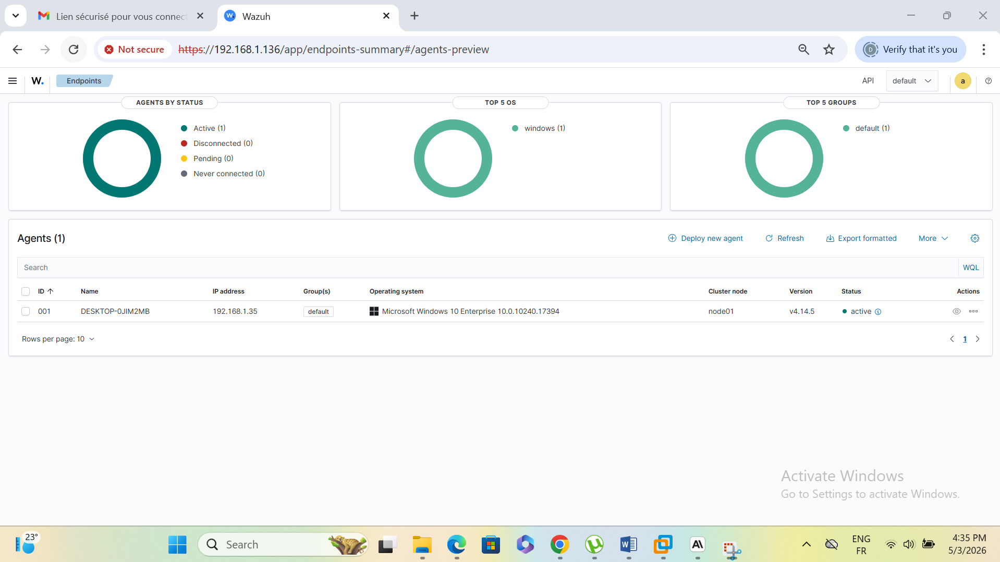 Lien sécurisé pour vous connect
Wazuh
Not secure
https://192.168.1.136/app/endpoints-summary#/agents-preview
D
Verify that it's you
W.
Endpoints
API
default
a
AGENTS BY STATUS
Active (1)
Disconnected (0)
Pending (0)
Never connected (0)
TOP 5 OS
windows (1)
TOP 5 GROUPS
default (1)
Agents (1)
Deploy new agent
Refresh
Export formatted
More
Search
WQL
ID
Name
IP address
Group(s)
Operating system
Cluster node
Version
Status
Actions
001
DESKTOP-0JIM2MB
192.168.1.35
default
Microsoft Windows 10 Enterprise 10.0.10240.17394
node01
v4.14.5
active
Rows per page: 10
1
Activate Windows
Go to Settings to activate Windows.
23°
Search
ENG
FR
4:35 PM
5/3/2026